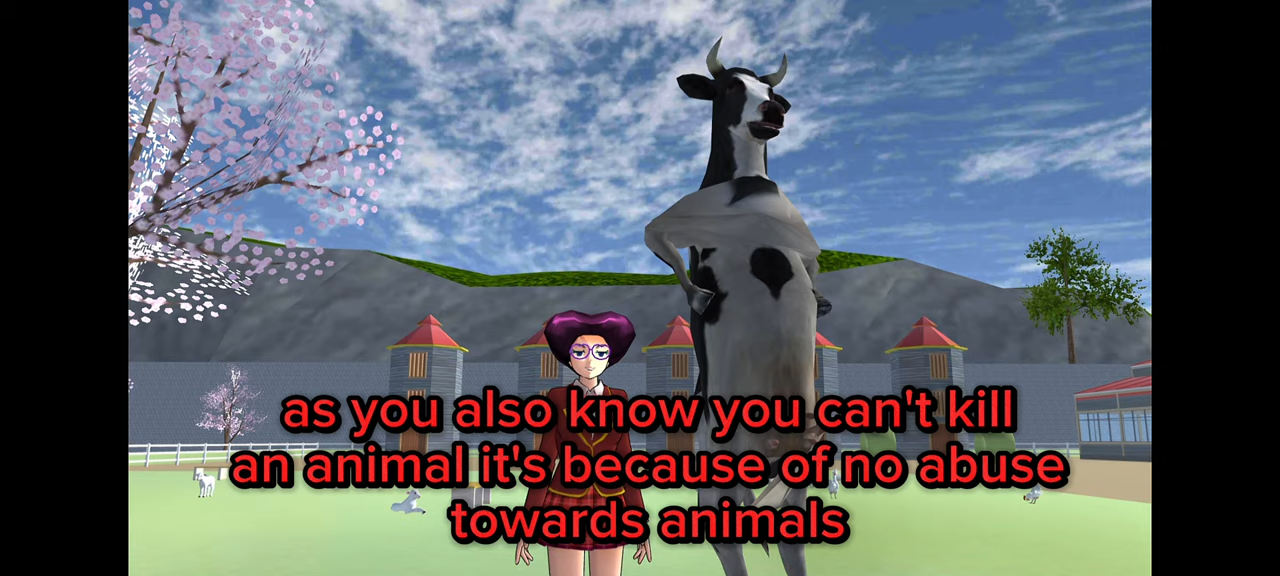 as you also know you can't kill
an animal it's because of no abuse
towards animals